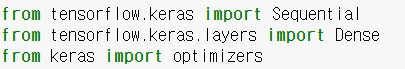 from tensorflow.keras import Sequential
from tensorflow.keras.layers import Dense
from keras import optimizers